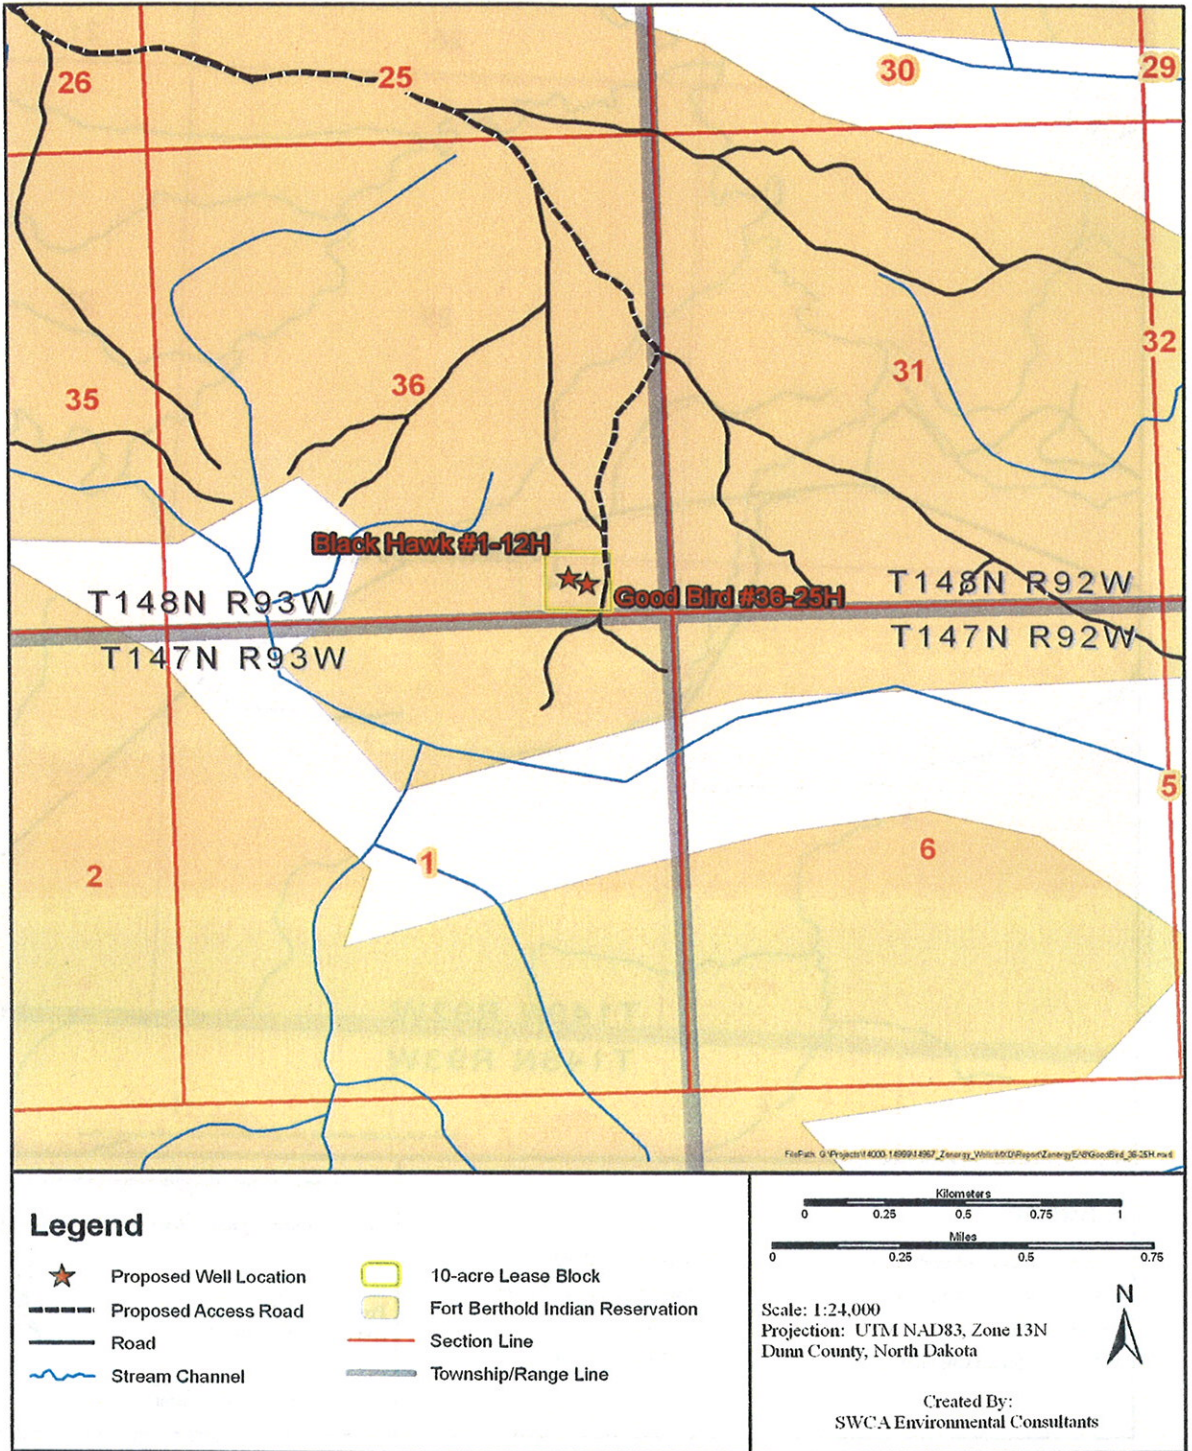 26
25
30
29
35
36
31
32
Black Hawk #1-12H
Good Bird #36-25H
T148N R93W
T148N R92W
T147N R93W
T147N R92W
5
2
1
6
Legend
Proposed Well Location
Proposed Access Road
Road
Stream Channel
10-acre Lease Block
Fort Berthold Indian Reservation
Section Line
Township/Range Line
Kilometers
0 0.25 0.5 0.75 1
Miles
0 0.25 0.5 0.75
N
Scale: 1:24,000
Projection: UTM NAD83, Zone 13N
Dunn County, North Dakota
Created By:
SWCA Environmental Consultants